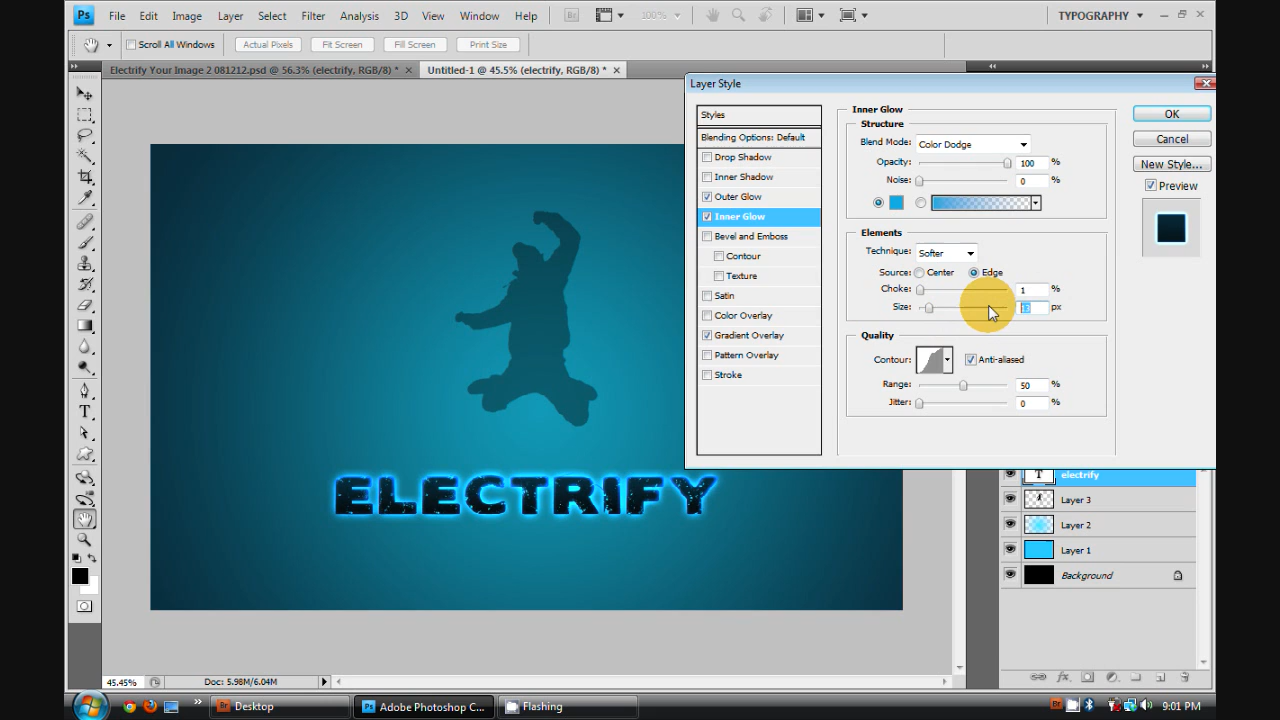 Ps File Edit Image Layer Select Filter Analysis 3D View Window Help Br 100% TYPOGRAPHY
Scroll All Windows Actual Pixels Fit Screen Fill Screen Print Size
Electrify Your Image 2 081212.psd @ 56.3% (electrify, RGB/8) * Untitled-1 @ 45.5% (electrify, RGB/8) *
Layer Style
Styles
Blending Options: Default
Drop Shadow
Inner Shadow
Outer Glow
Inner Glow
Bevel and Emboss
Contour
Texture
Satin
Color Overlay
Gradient Overlay
Pattern Overlay
Stroke
Inner Glow
Structure
Blend Mode: Color Dodge
Opacity: 100 %
Noise: 0 %
Elements
Technique: Softer
Source: Center Edge
Choke: 1 %
Size: px
Quality
Contour: Anti-aliased
Range: 50 %
Jitter: 0 %
OK
Cancel
New Style...
Preview
ELECTRIFY
T electrify
Layer 3
Layer 2
Layer 1
Background
45.45% Doc: 5.98M/6.04M
fx
Br Desktop Ps Adobe Photoshop C... Flashing Br 9:01 PM